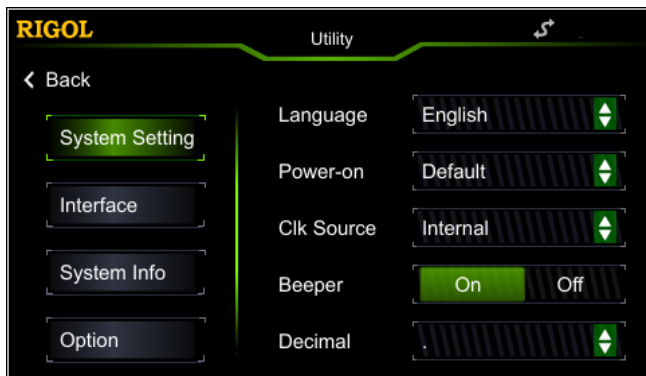 RIGOL
Utility
Back
System Setting
Interface
System Info
Option
Language English
Power-on Default
Clk Source Internal
Beeper On Off
Decimal .